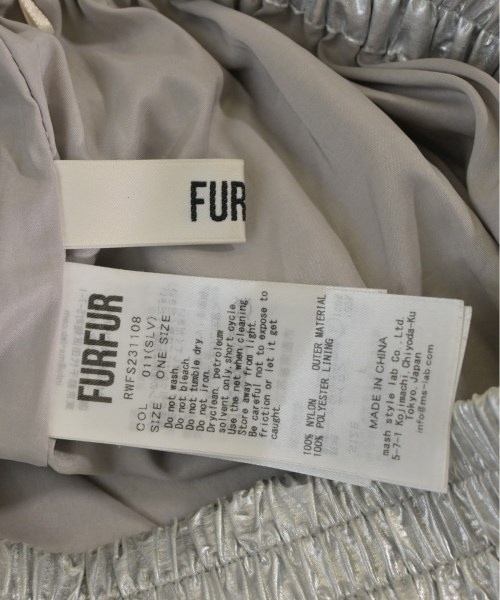 FUR
FURFUR
RWFS231108
COL 011(SLV)
SIZE ONE SIZE
Do not wash.
Do not bleach.
Do not tumble dry.
Do not iron.
Dryclean, petroleum
solvent only, short cycle.
Use the net when cleaning.
Store away from light.
Be careful not to expose to
friction or let it get
caught.
100% NYLON OUTER MATERIAL
100% POLYESTER LINING
MADE IN CHINA
mash style lab Co., Ltd.
5-7-1 Kojimachi Chiyoda-Ku
Tokyo, Japan
info@ms-lab.com